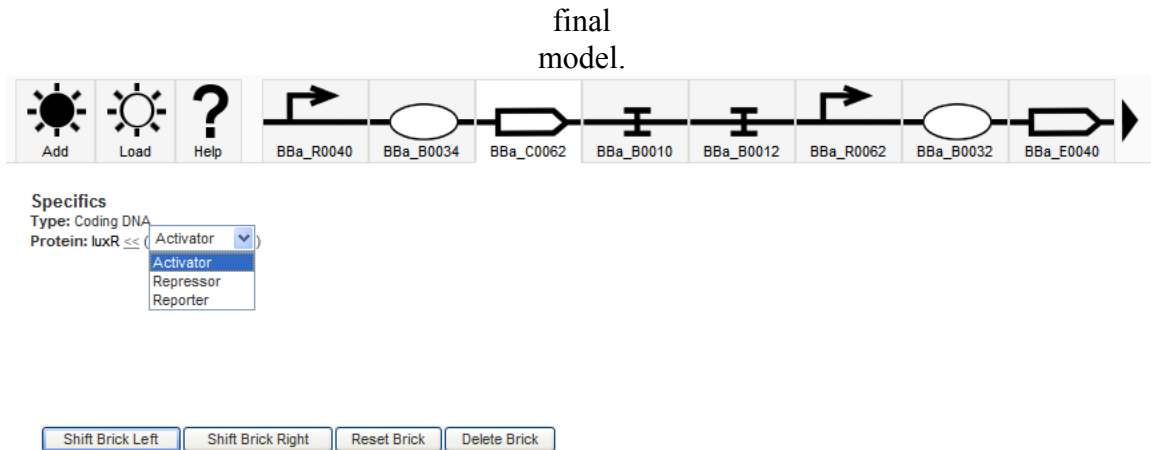 final
model.
?
Add Load Help BBa_R0040 BBa_B0034 BBa_C0062 BBa_B0010 BBa_B0012 BBa_R0062 BBa_B0032 BBa_E0040
Specifics
Type: Coding DNA
Protein: luxR << ( Activator )
Activator
Repressor
Reporter
Shift Brick Left Shift Brick Right Reset Brick Delete Brick